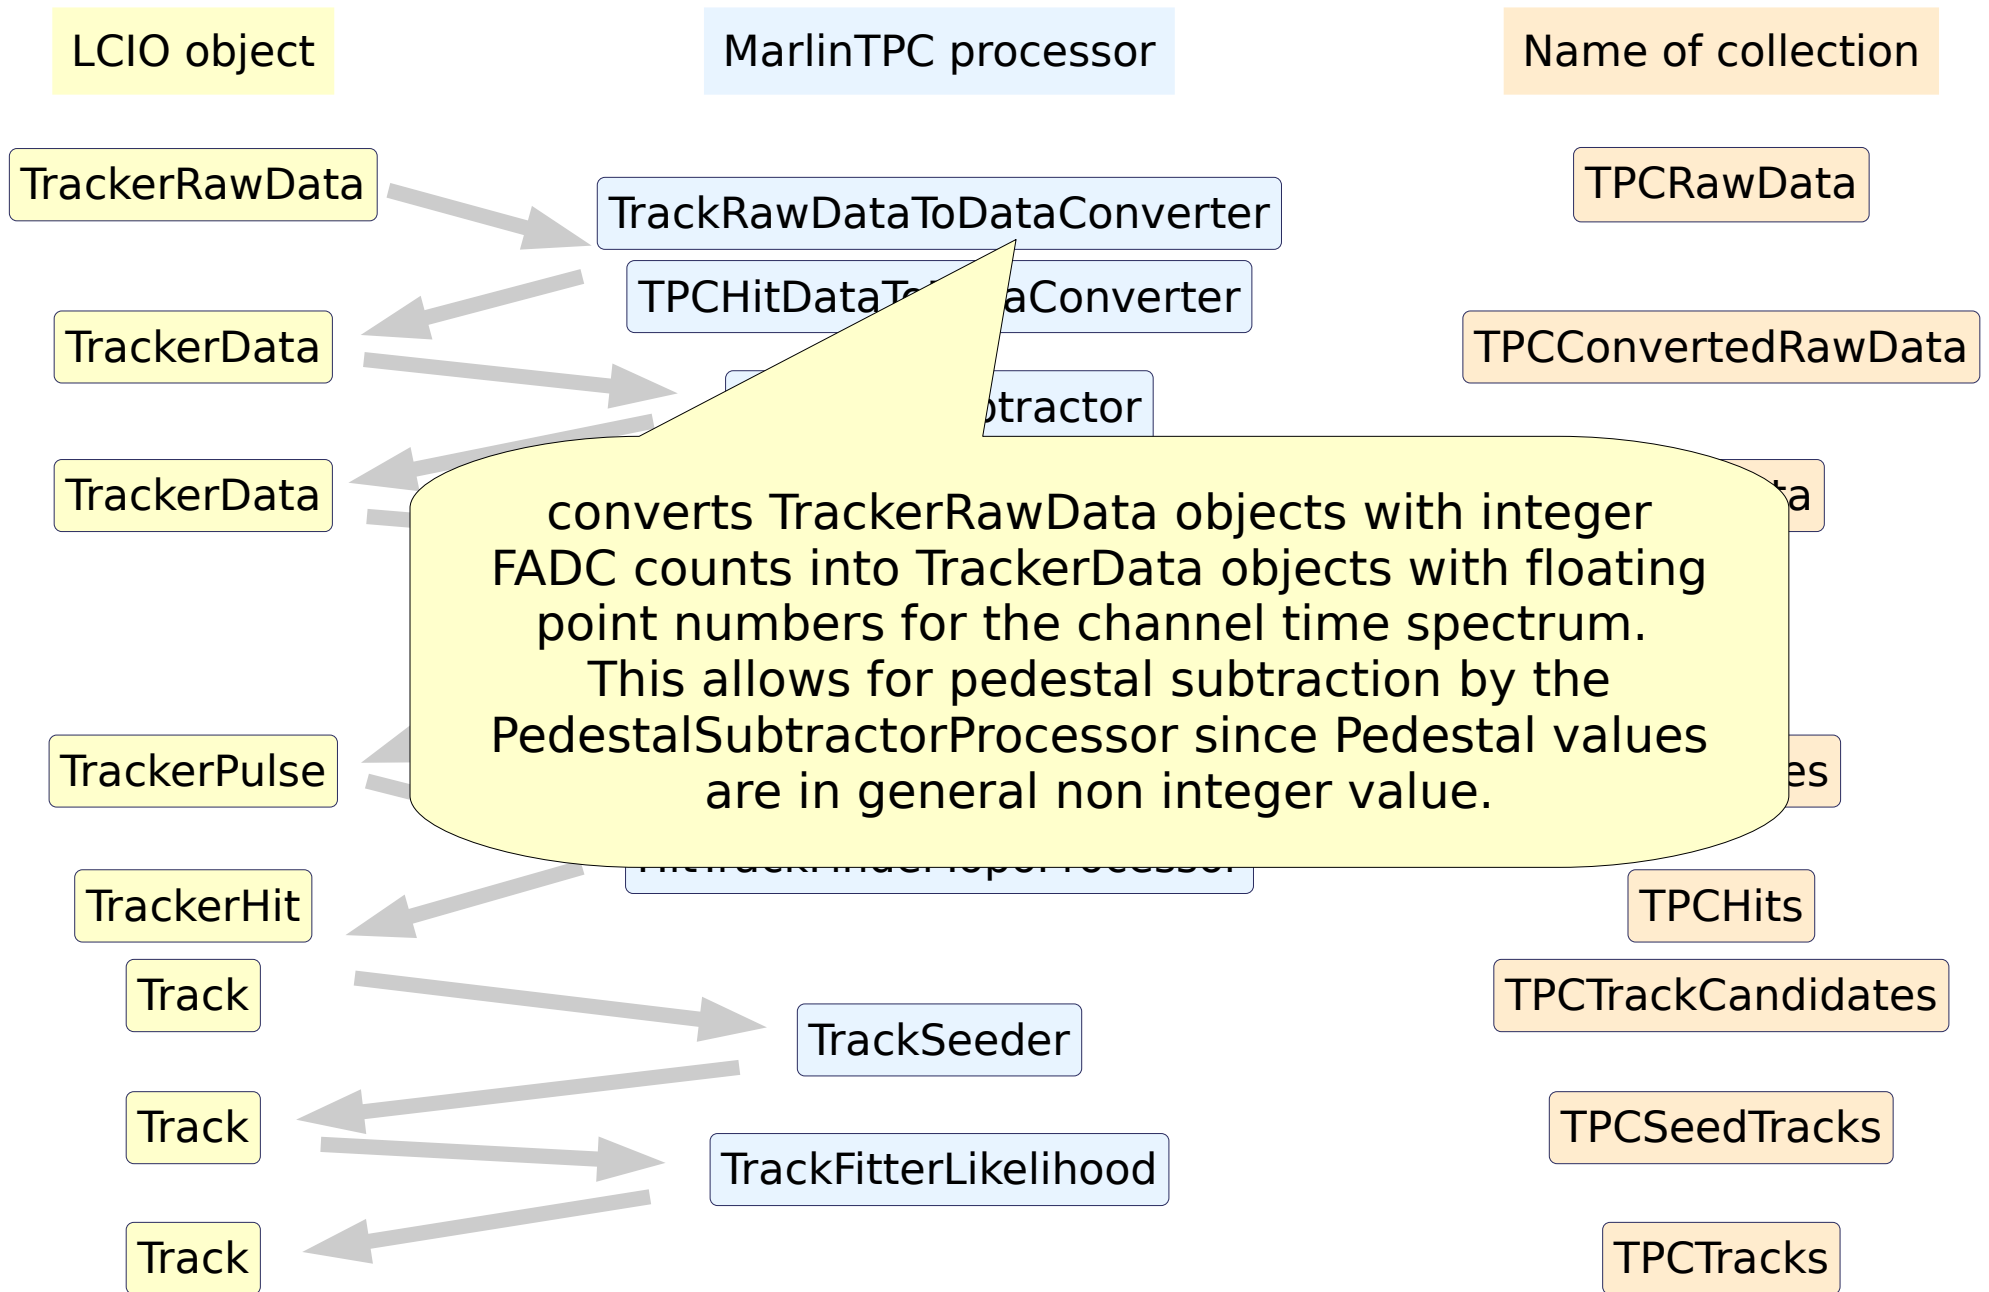 LCIO object
MarlinTPC processor
Name of collection
TrackerRawData
TrackRawDataToDataConverter
TPCRawData
TPCHitDataToDataConverter
TrackerData
TPCConvertedRawData
TrackerData
converts TrackerRawData objects with integer
FADC counts into TrackerData objects with floating
point numbers for the channel time spectrum.
This allows for pedestal subtraction by the
PedestalSubtractorProcessor since Pedestal values
are in general non integer value.
TrackerPulse
TrackerHit
TPCHits
Track
TPCTrackCandidates
TrackSeeder
Track
TPCSeedTracks
TrackFitterLikelihood
Track
TPCTracks